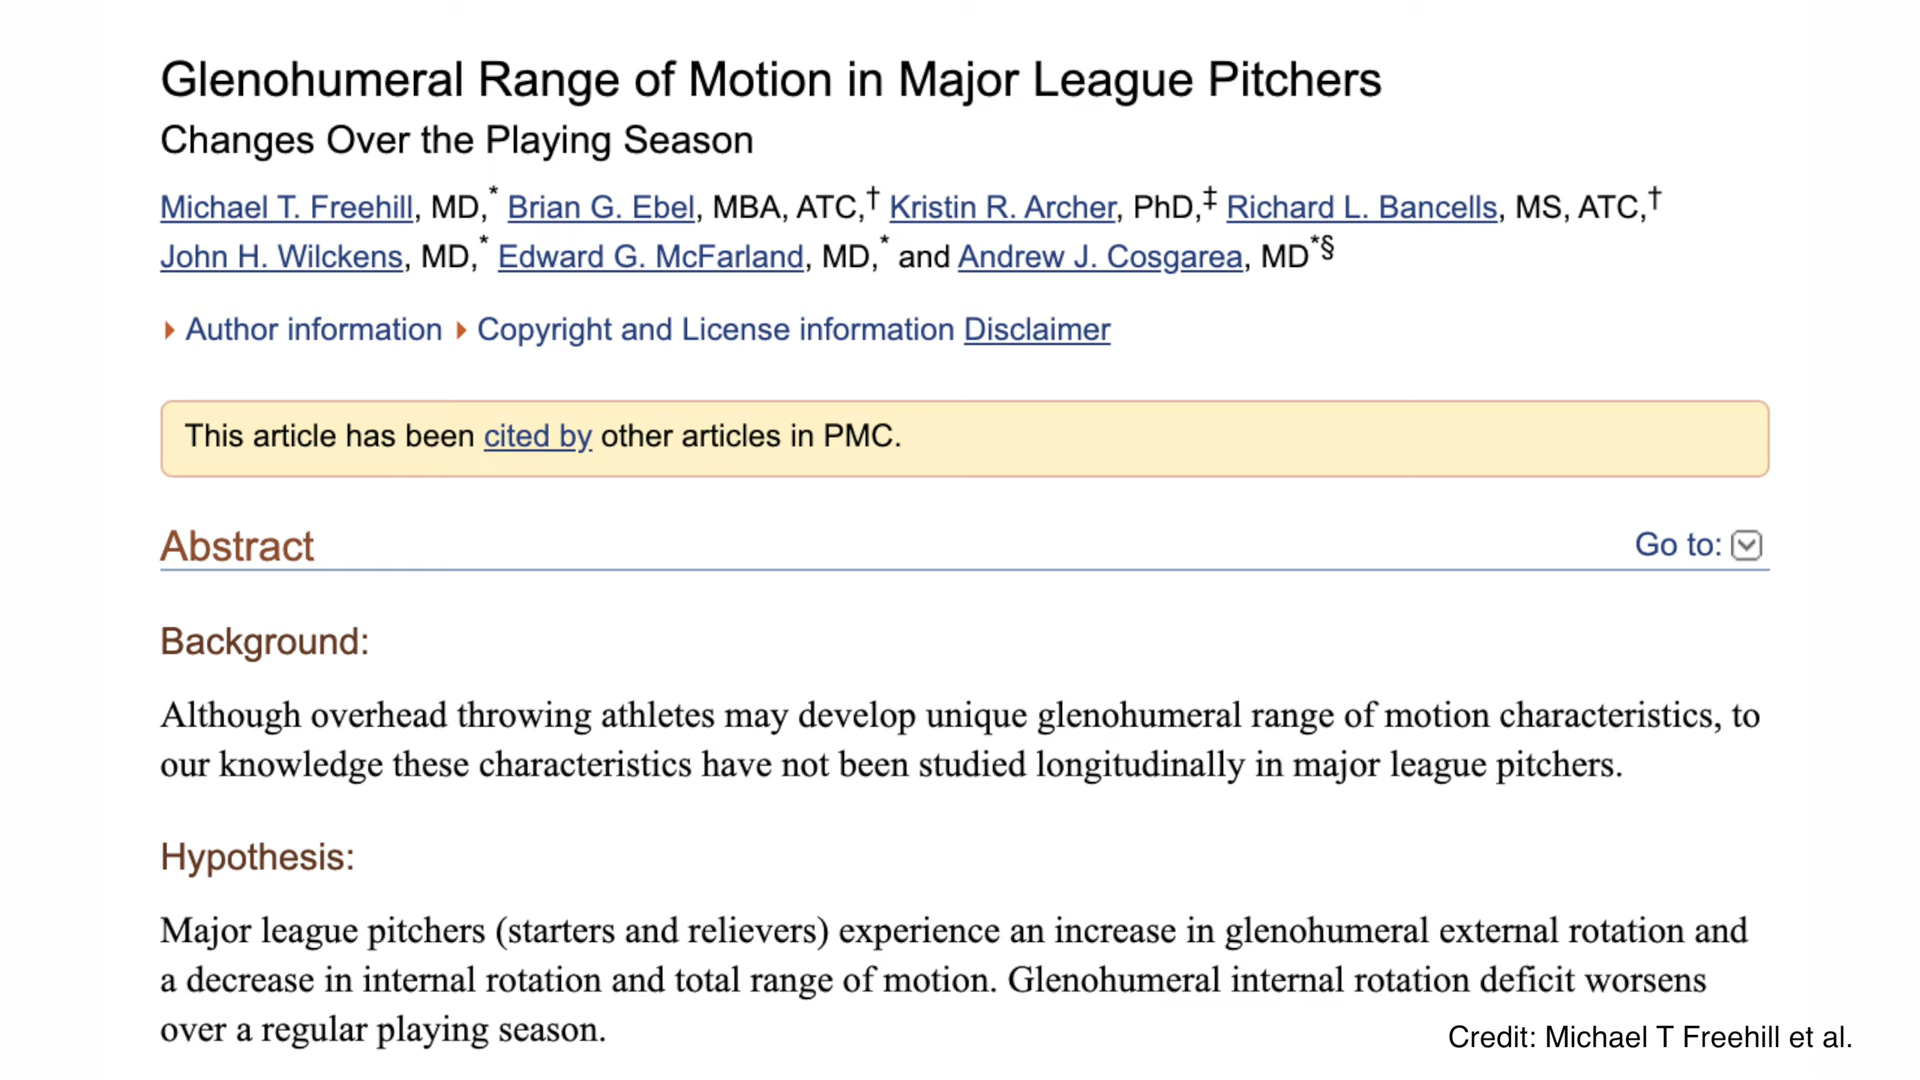 Glenohumeral Range of Motion in Major League Pitchers
Changes Over the Playing Season
Michael T. Freehill, MD,* Brian G. Ebel, MBA, ATC,† Kristin R. Archer, PhD,‡ Richard L. Bancells, MS, ATC,†
John H. Wilckens, MD,* Edward G. McFarland, MD,* and Andrew J. Cosgarea, MD*§
Author information Copyright and License information Disclaimer
This article has been cited by other articles in PMC.
Abstract
Go to:
Background:
Although overhead throwing athletes may develop unique glenohumeral range of motion characteristics, to
our knowledge these characteristics have not been studied longitudinally in major league pitchers.
Hypothesis:
Major league pitchers (starters and relievers) experience an increase in glenohumeral external rotation and
a decrease in internal rotation and total range of motion. Glenohumeral internal rotation deficit worsens
over a regular playing season.
Credit: Michael T Freehill et al.